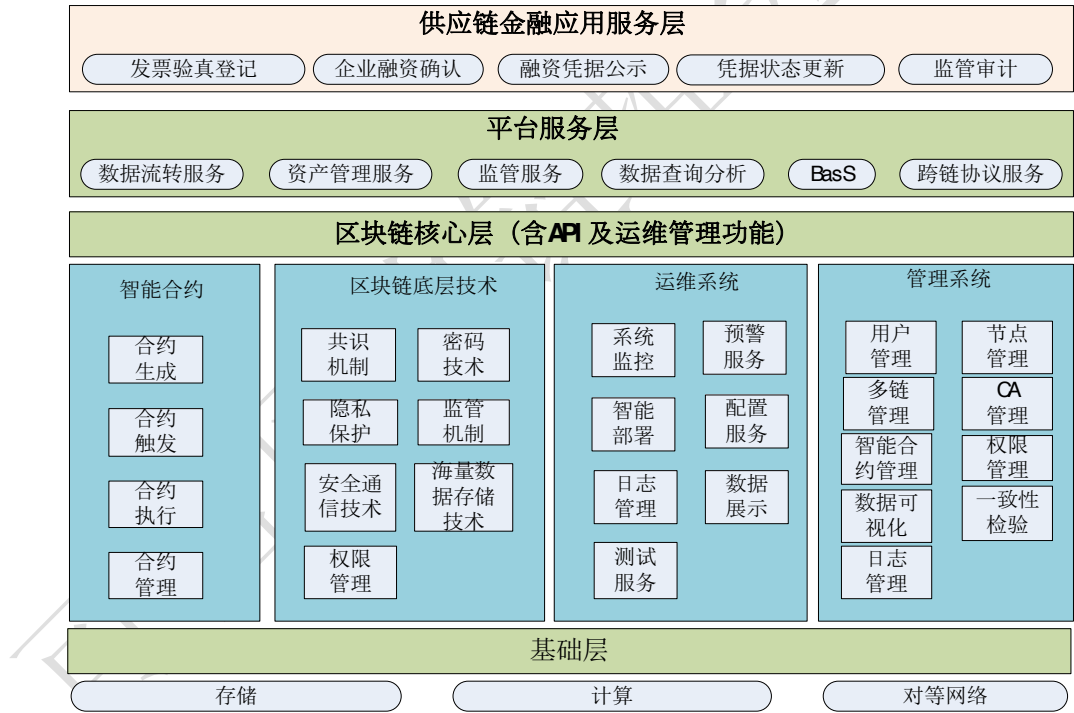 供应链金融应用服务层
发票验真登记 企业融资确认 融资凭据公示 凭据状态更新 监管审计
平台服务层
数据流转服务 资产管理服务 监管服务 数据查询分析 BasS 跨链协议服务
区块链核心层（含API及运维管理功能）
智能合约
合约
生成
合约
触发
合约
执行
合约
管理
区块链底层技术
共识
机制
密码
技术
隐私
保护
监管
机制
安全通
信技术
海量数
据存储
技术
权限
管理
运维系统
系统
监控
预警
服务
智能
部署
配置
服务
日志
管理
数据
展示
测试
服务
管理系统
用户
管理
节点
管理
多链
管理
CA
管理
智能合
约管理
权限
管理
数据可
视化
一致性
检验
日志
管理
基础层
存储 计算 对等网络